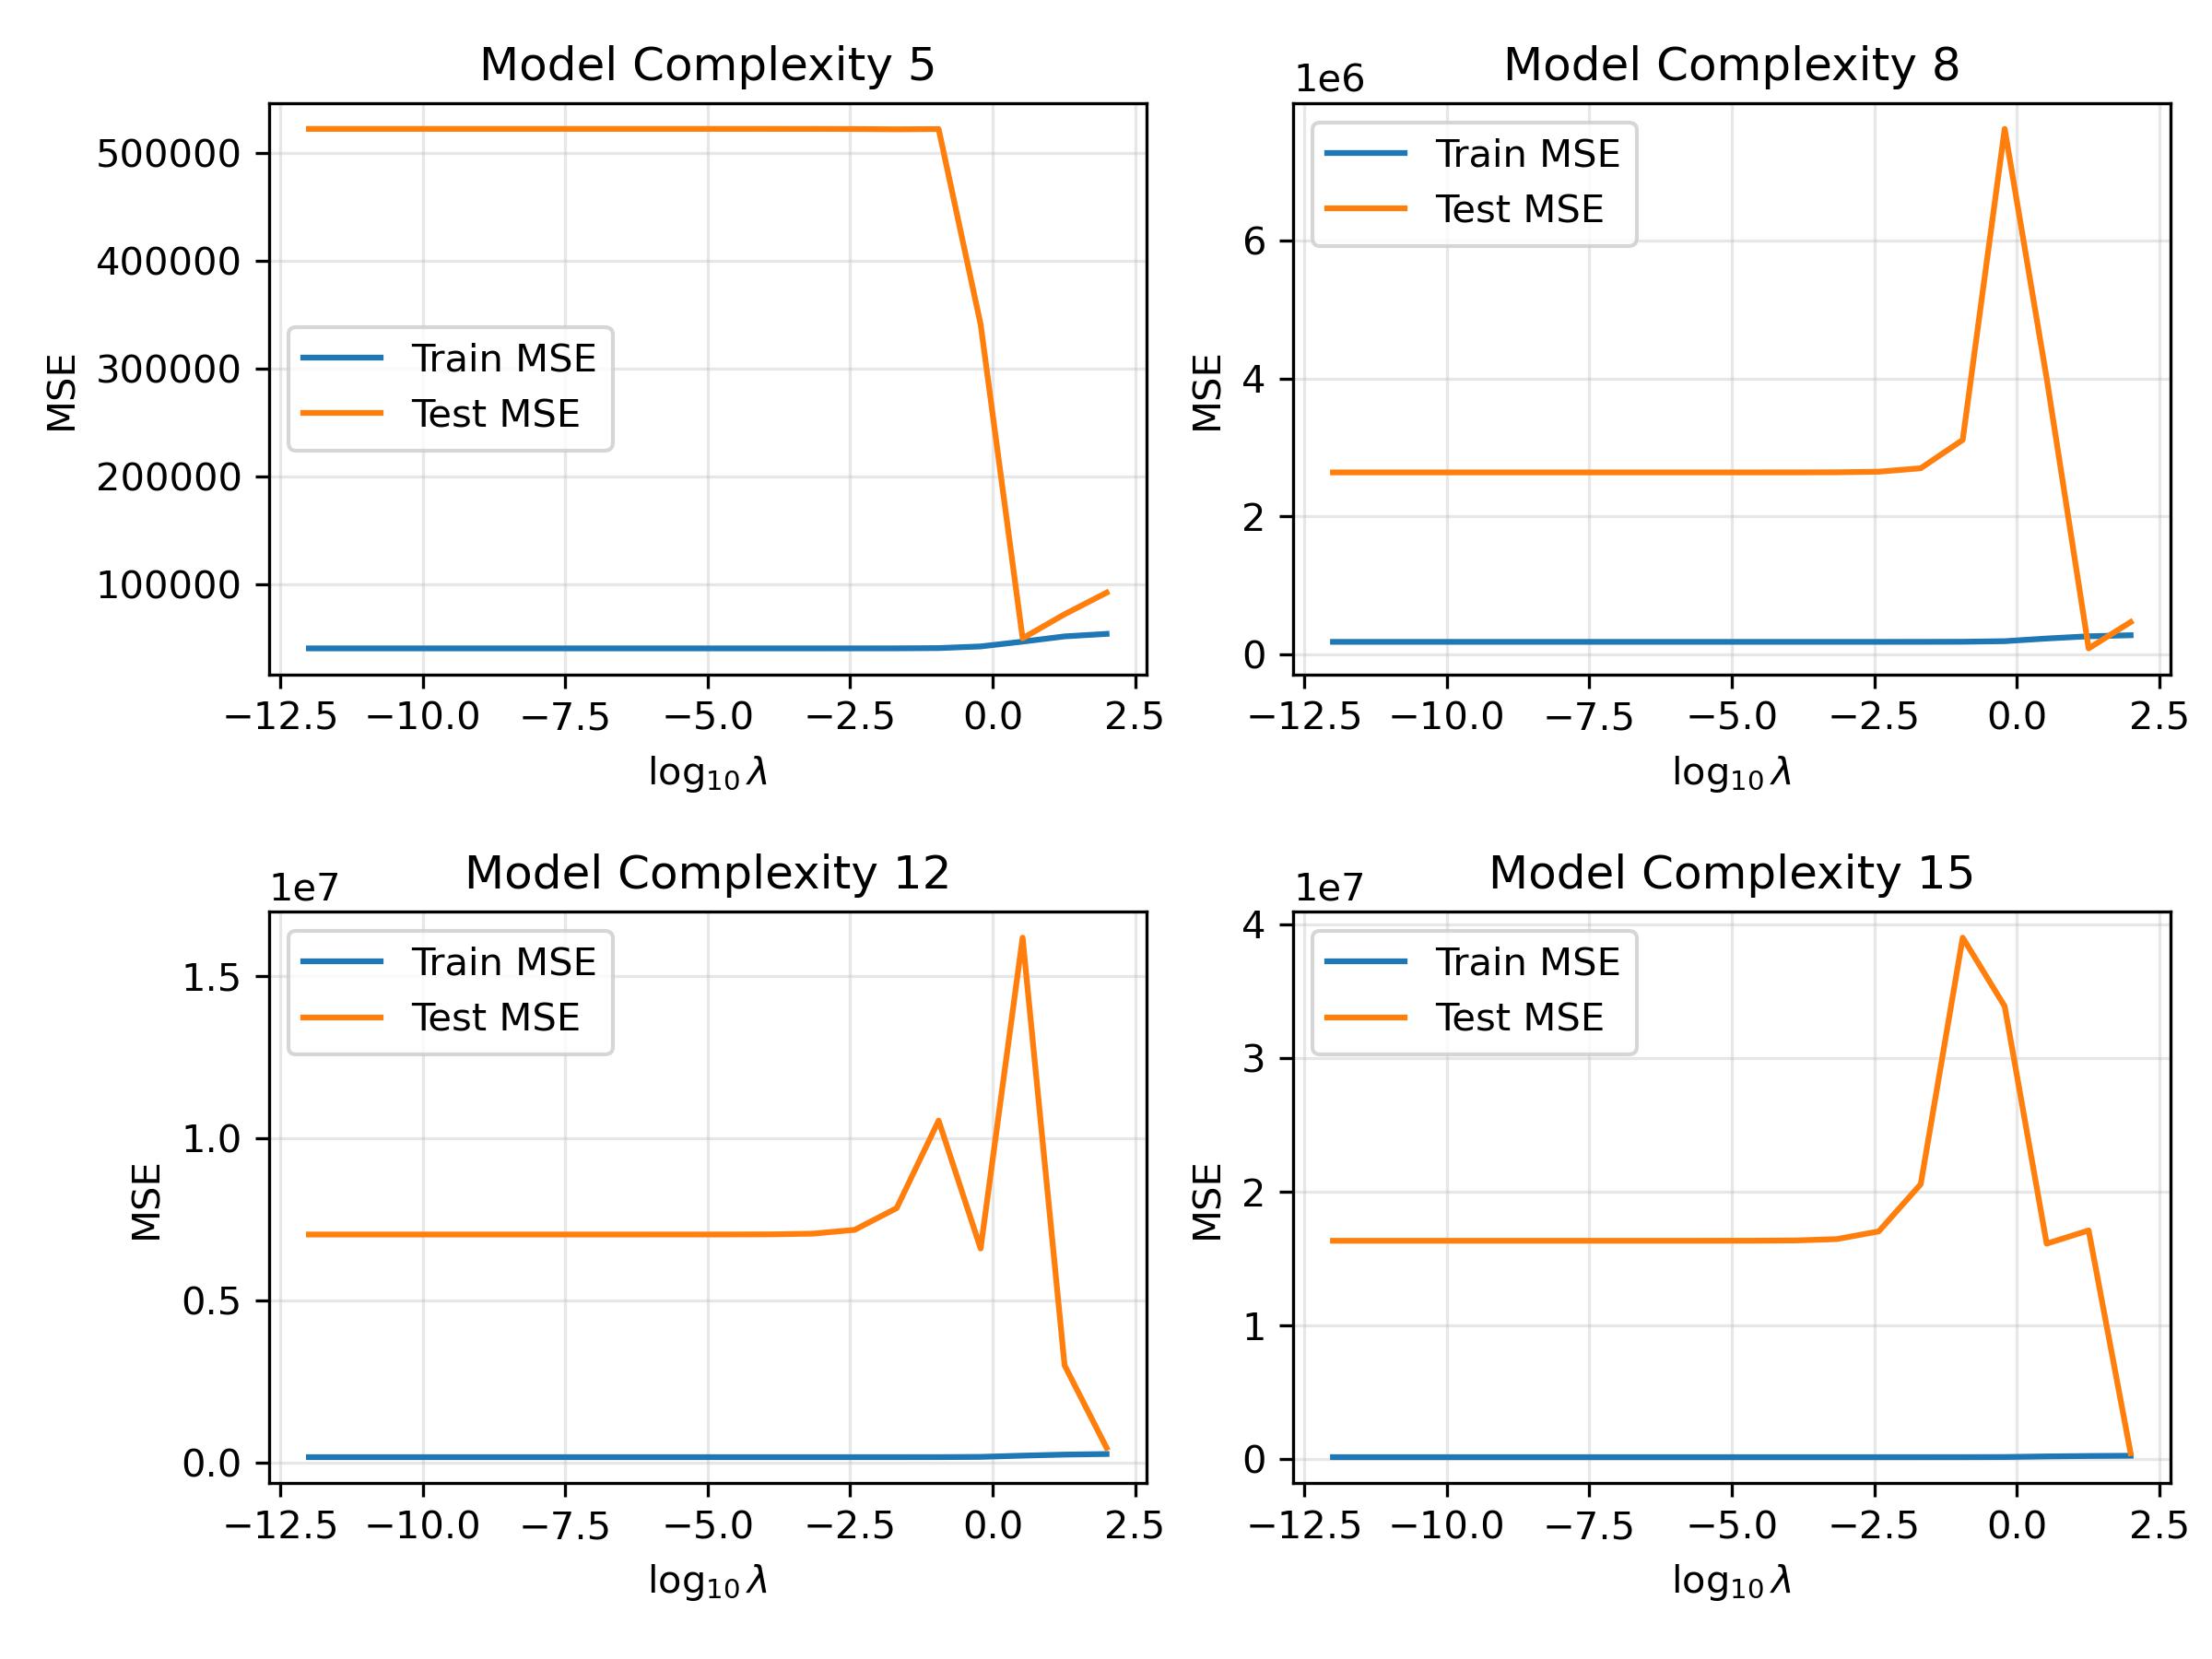 Model Complexity 5
500000
400000
300000
200000
100000
MSE
Train MSE
Test MSE
−12.5 −10.0 −7.5 −5.0 −2.5 0.0 2.5
log₁₀ λ
Model Complexity 8
1e6
6
4
2
0
MSE
Train MSE
Test MSE
−12.5 −10.0 −7.5 −5.0 −2.5 0.0 2.5
log₁₀ λ
Model Complexity 12
1e7
1.5
1.0
0.5
0.0
MSE
Train MSE
Test MSE
−12.5 −10.0 −7.5 −5.0 −2.5 0.0 2.5
log₁₀ λ
Model Complexity 15
1e7
4
3
2
1
0
MSE
Train MSE
Test MSE
−12.5 −10.0 −7.5 −5.0 −2.5 0.0 2.5
log₁₀ λ